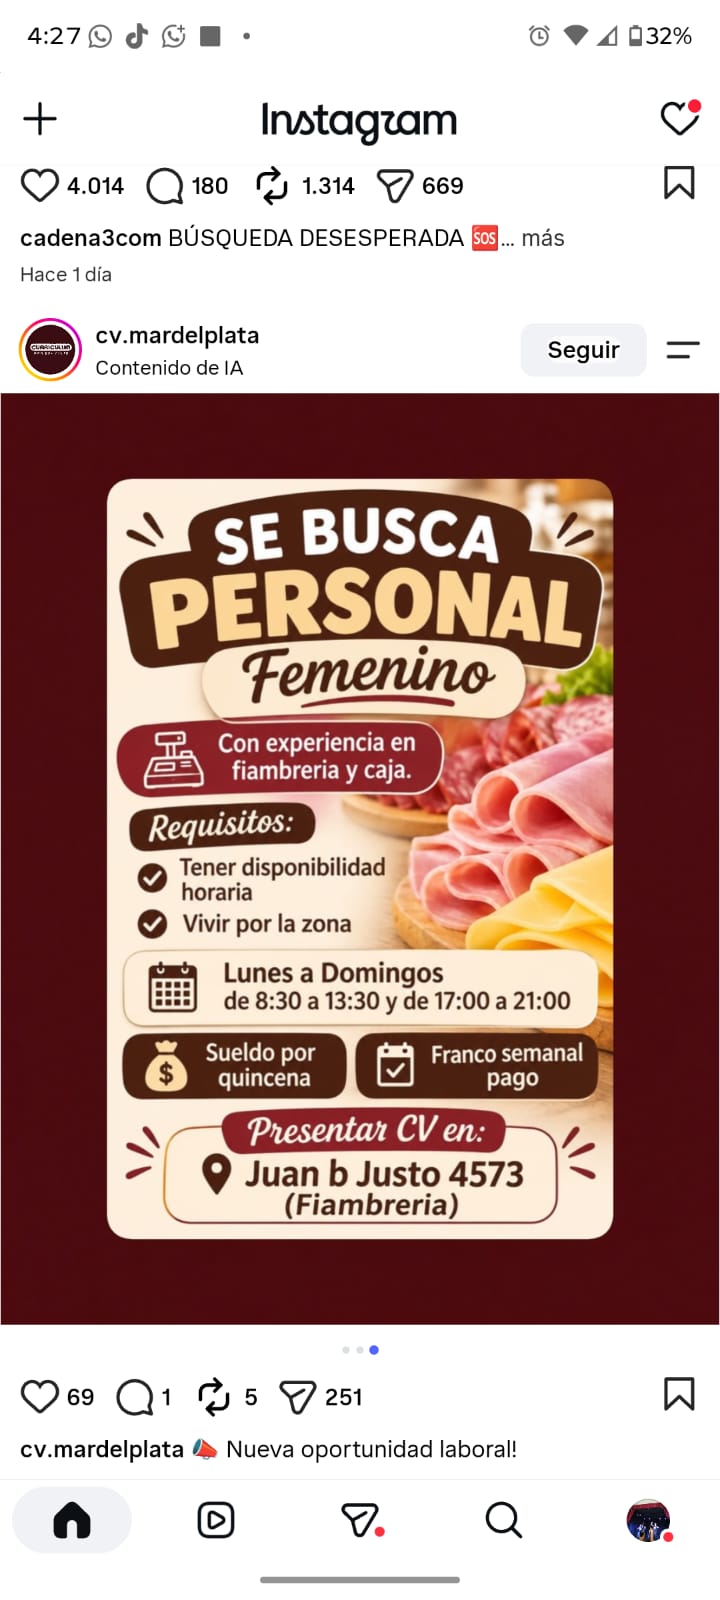 4:27
32%
Instagram
4.014 180 1.314 669
cadena3com BÚSQUEDA DESESPERADA 🆘... más
Hace 1 día
CURRICULUM
cv.mardelplata
Contenido de IA
Seguir
SE BUSCA
PERSONAL
Femenino
Con experiencia en
fiambreria y caja.
Requisitos:
Tener disponibilidad
horaria
Vivir por la zona
Lunes a Domingos
de 8:30 a 13:30 y de 17:00 a 21:00
$
Sueldo por
quincena
Franco semanal
pago
Presentar CV en:
Juan b Justo 4573
(Fiambreria)
69 1 5 251
cv.mardelplata 📣 Nueva oportunidad laboral!